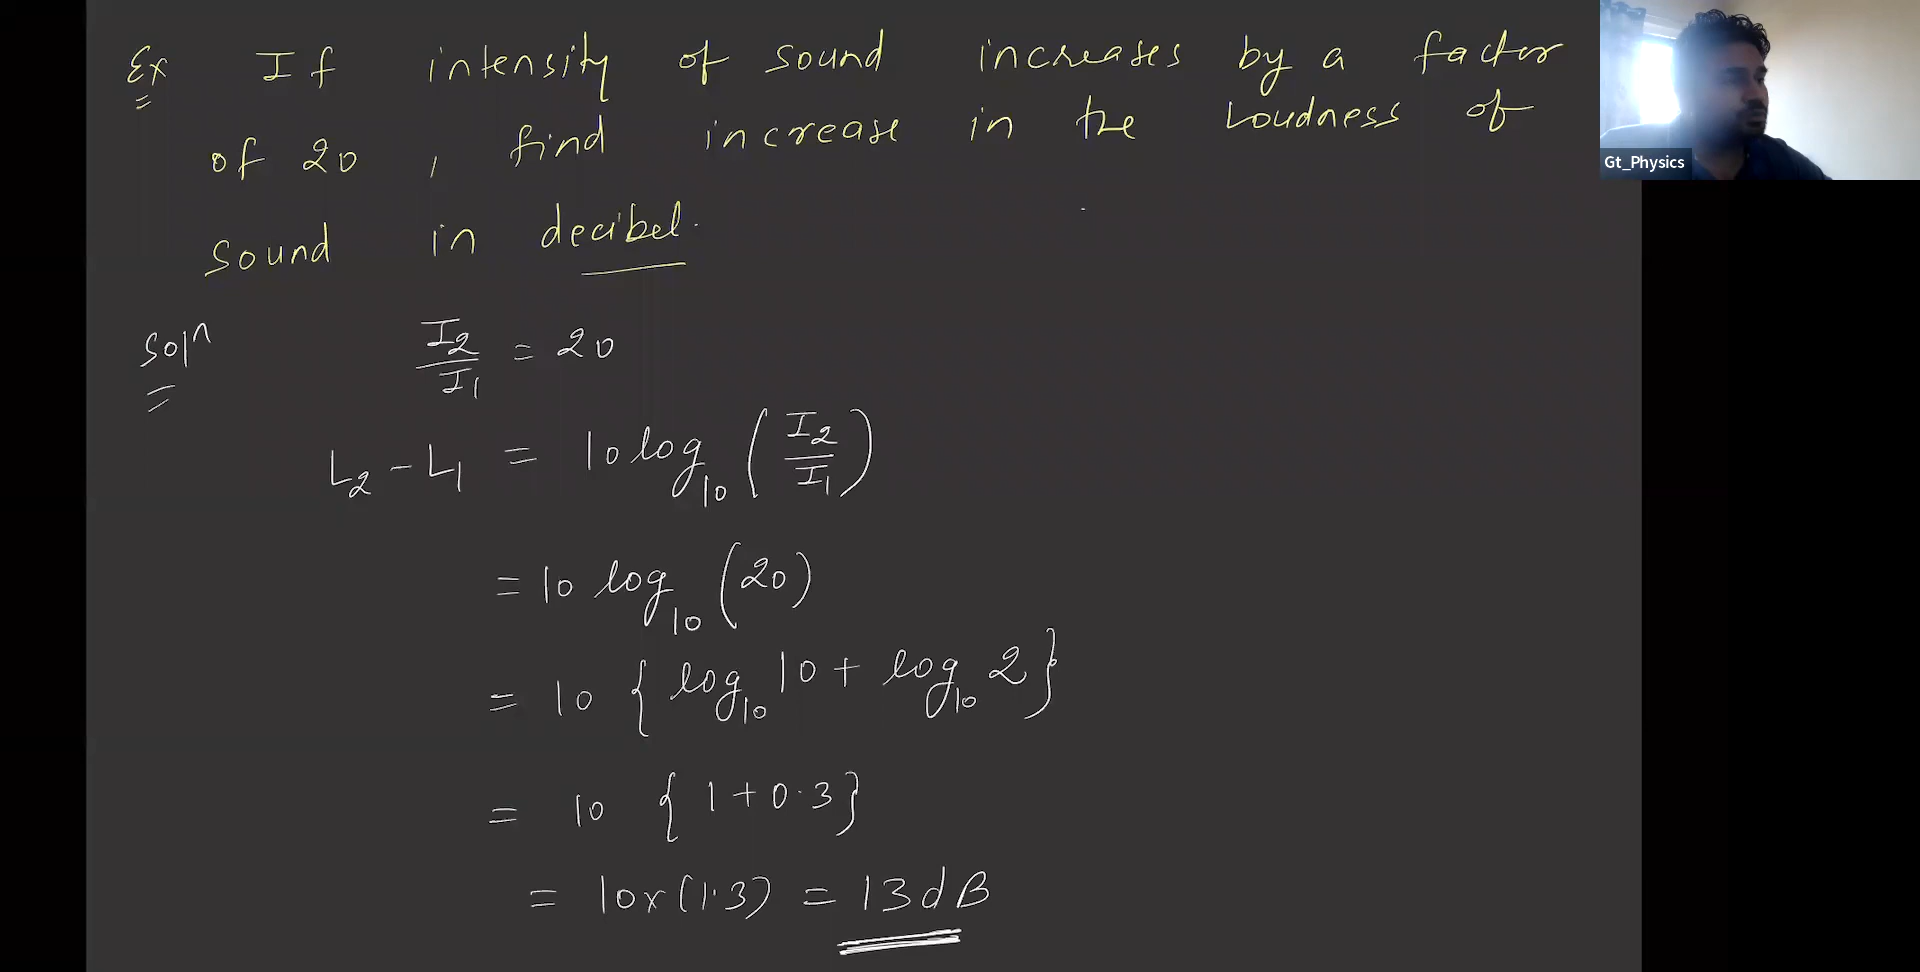 Ex If intensity of sound increases by a factor
of 20, find increase in the Loudness of
sound in decibel.
Soln I2/I1 = 20
L2 - L1 = 10 log10 (I2/I1)
= 10 log10 (20)
= 10 { log10 10 + log10 2 }
= 10 { 1 + 0.3 }
= 10x(1.3) = 13 dB
Gt_Physics